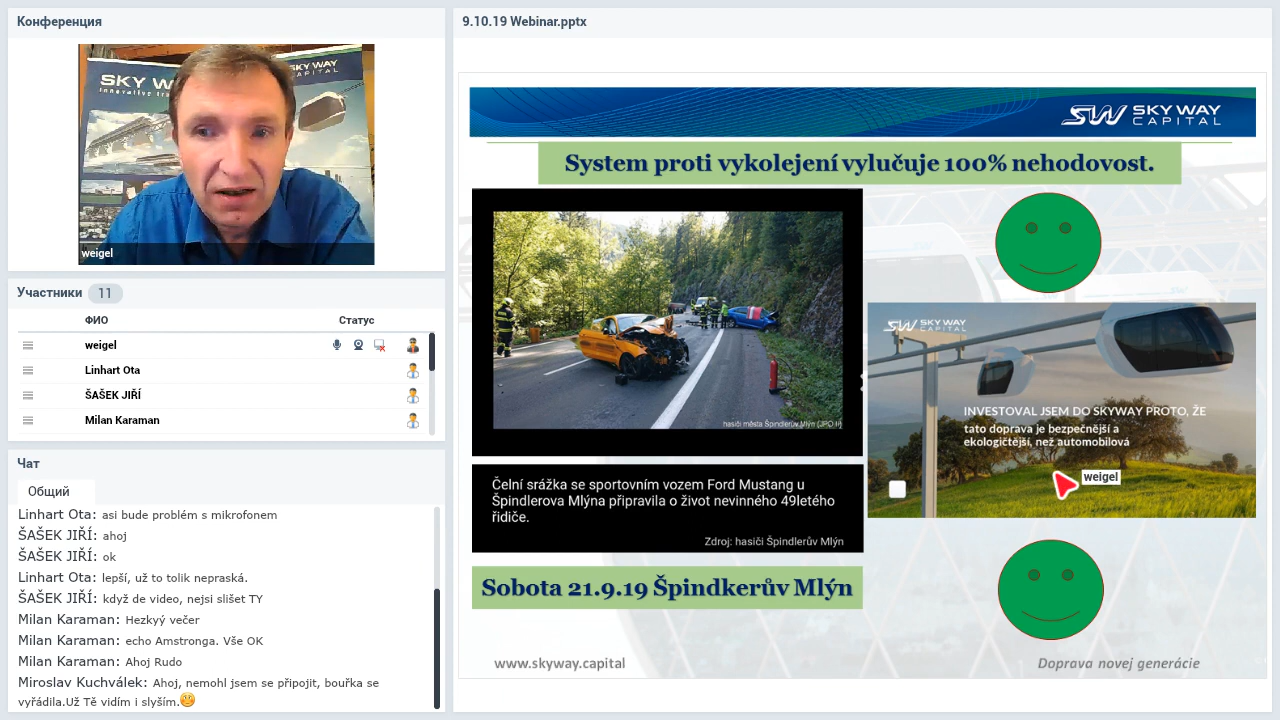 Конференция
SKY W
Innovative tra
WAY
CAPITAL
weigel
Участники 11
ФИО Статус
weigel
Linhart Ota
ŠAŠEK JIŘÍ
Milan Karaman
Чат
Общий
Linhart Ota: asi bude problém s mikrofonem
ŠAŠEK JIŘÍ: ahoj
ŠAŠEK JIŘÍ: ok
Linhart Ota: lepší, už to tolik nepraská.
ŠAŠEK JIŘÍ: když de video, nejsi slišet TY
Milan Karaman: Hezkyý večer
Milan Karaman: echo Amstronga. Vše OK
Milan Karaman: Ahoj Rudo
Miroslav Kuchválek: Ahoj, nemohl jsem se připojit, bouřka se
vyřádila.Už Tě vidím i slyším.
9.10.19 Webinar.pptx
SW SKY WAY
CAPITAL
System proti vykolejení vylučuje 100% nehodovost.
hasiči města Špindlerův Mlýn (JPO II)
Čelní srážka se sportovním vozem Ford Mustang u
Špindlerova Mlýna připravila o život nevinného 49letého
řidiče.
Zdroj: hasiči Špindlerův Mlýn
Sobota 21.9.19 Špindkerův Mlýn
SW SKY WAY
CAPITAL
INVESTOVAL JSEM DO SKYWAY PROTO, ŽE
tato doprava je bezpečnější a
ekologičtější, než automobilová
weigel
www.skyway.capital
Doprava novej generácie